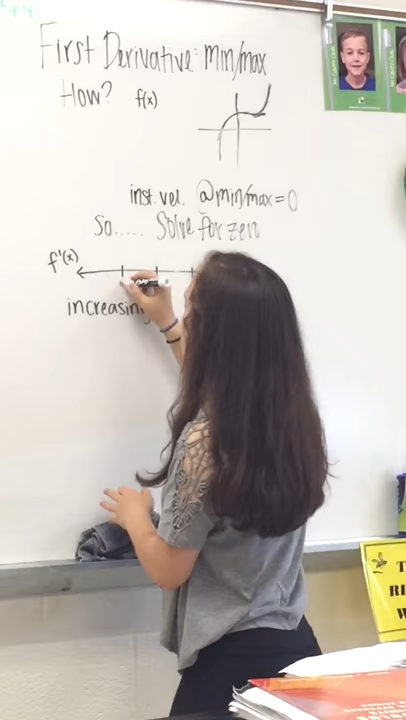 First Derivative: min/max
How? f(x)
inst. vel. @min/max = 0
So..... Solve for zero
f'(x)
increasing